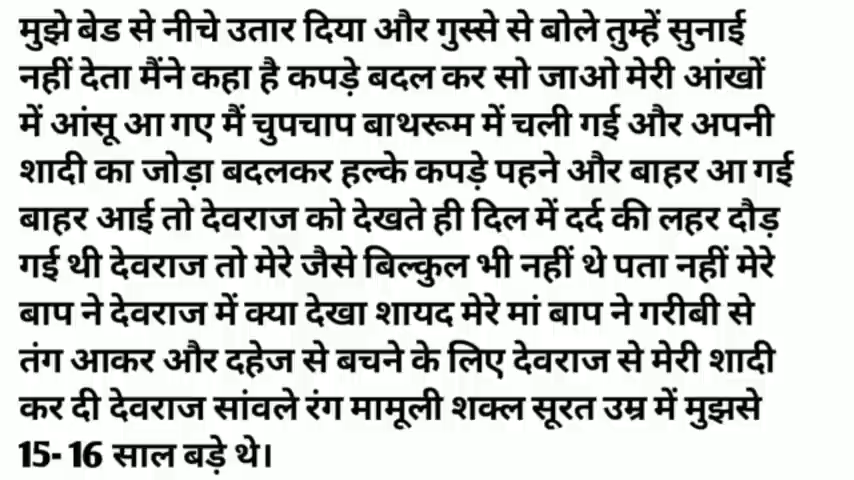 मुझे बेड से नीचे उतार दिया और गुस्से से बोले तुम्हें सुनाई
नहीं देता मैंने कहा है कपड़े बदल कर सो जाओ मेरी आंखों
में आंसू आ गए मैं चुपचाप बाथरूम में चली गई और अपनी
शादी का जोड़ा बदलकर हल्के कपड़े पहने और बाहर आ गई
बाहर आई तो देवराज को देखते ही दिल में दर्द की लहर दौड़
गई थी देवराज तो मेरे जैसे बिल्कुल भी नहीं थे पता नहीं मेरे
बाप ने देवराज में क्या देखा शायद मेरे मां बाप ने गरीबी से
तंग आकर और दहेज से बचने के लिए देवराज से मेरी शादी
कर दी देवराज सांवले रंग मामूली शक्ल सूरत उम्र में मुझसे
15- 16 साल बड़े थे।